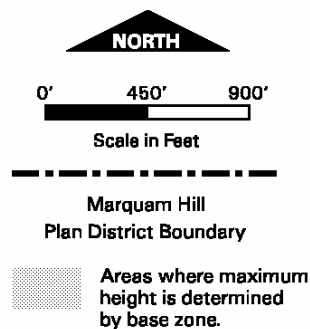 NORTH
0' 450' 900'
Scale in Feet
Marquam Hill
Plan District Boundary
Areas where maximum
height is determined
by base zone.